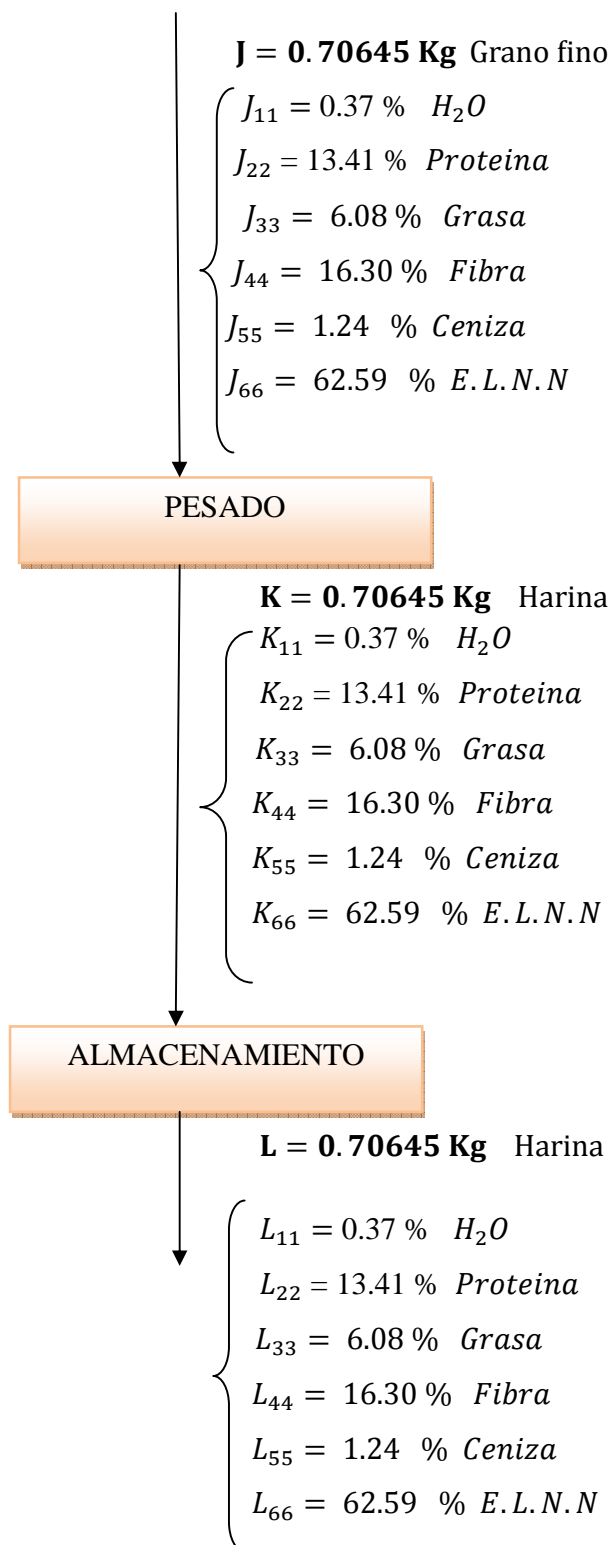 J = 0.70645 Kg Grano fino
J₁₁ = 0.37 % H₂O
J₂₂ = 13.41 % Proteina
J₃₃ = 6.08 % Grasa
J₄₄ = 16.30 % Fibra
J₅₅ = 1.24 % Ceniza
J₆₆ = 62.59 % E.L.N.N
PESADO
K = 0.70645 Kg Harina
K₁₁ = 0.37 % H₂O
K₂₂ = 13.41 % Proteina
K₃₃ = 6.08 % Grasa
K₄₄ = 16.30 % Fibra
K₅₅ = 1.24 % Ceniza
K₆₆ = 62.59 % E.L.N.N
ALMACENAMIENTO
L = 0.70645 Kg Harina
L₁₁ = 0.37 % H₂O
L₂₂ = 13.41 % Proteina
L₃₃ = 6.08 % Grasa
L₄₄ = 16.30 % Fibra
L₅₅ = 1.24 % Ceniza
L₆₆ = 62.59 % E.L.N.N